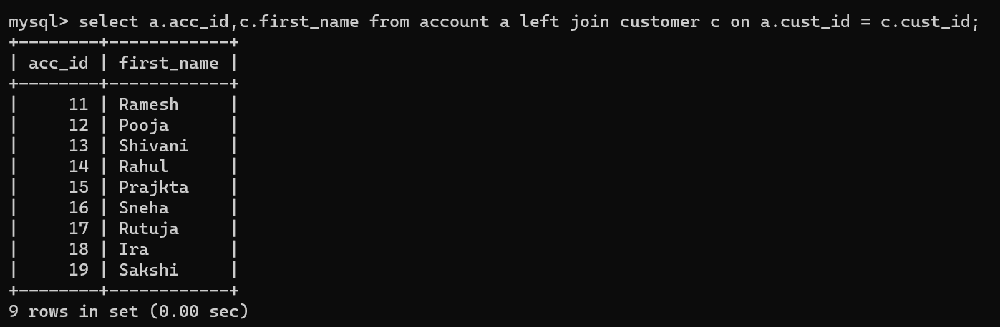 mysql> select a.acc_id,c.first_name from account a left join customer c on a.cust_id = c.cust_id;
+--------+------------+
| acc_id | first_name |
+--------+------------+
|     11 | Ramesh     |
|     12 | Pooja      |
|     13 | Shivani    |
|     14 | Rahul      |
|     15 | Prajkta    |
|     16 | Sneha      |
|     17 | Rutuja     |
|     18 | Ira        |
|     19 | Sakshi     |
+--------+------------+
9 rows in set (0.00 sec)